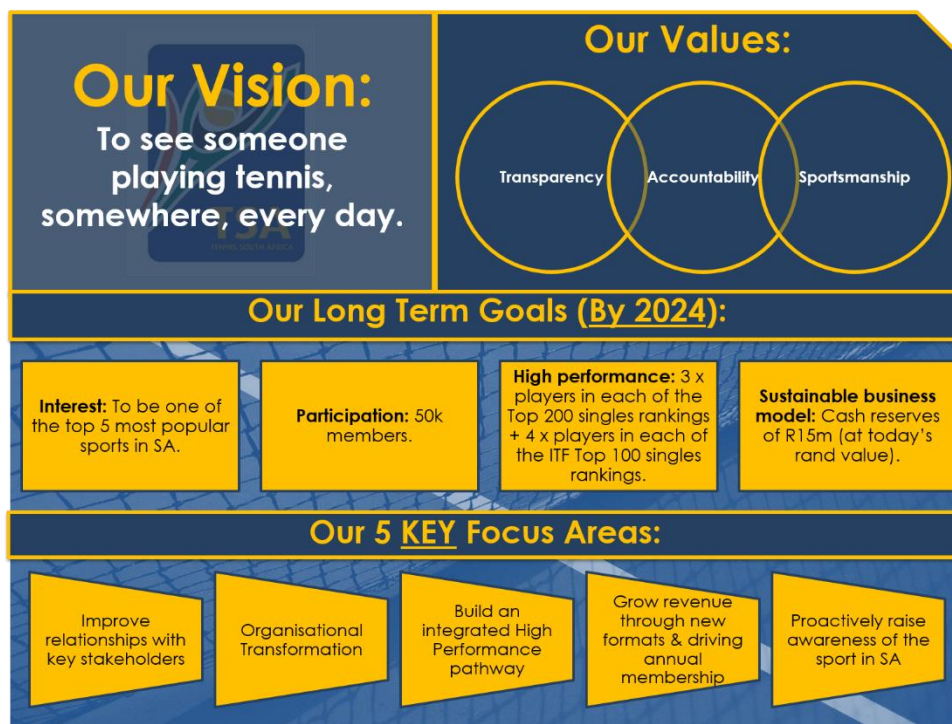 Our Vision:
To see someone
playing tennis,
somewhere, every day.
TSA
TENNIS SOUTH AFRICA
Our Values:
Transparency
Accountability
Sportsmanship
Our Long Term Goals (By 2024):
Interest: To be one of
the top 5 most popular
sports in SA.
Participation: 50k
members.
High performance: 3 x
players in each of the
Top 200 singles rankings
+ 4 x players in each of
the ITF Top 100 singles
rankings.
Sustainable business
model: Cash reserves
of R15m (at today's
rand value).
Our 5 KEY Focus Areas:
Improve
relationships with
key stakeholders
Organisational
Transformation
Build an
integrated High
Performance
pathway
Grow revenue
through new
formats & driving
annual
membership
Proactively raise
awareness of the
sport in SA